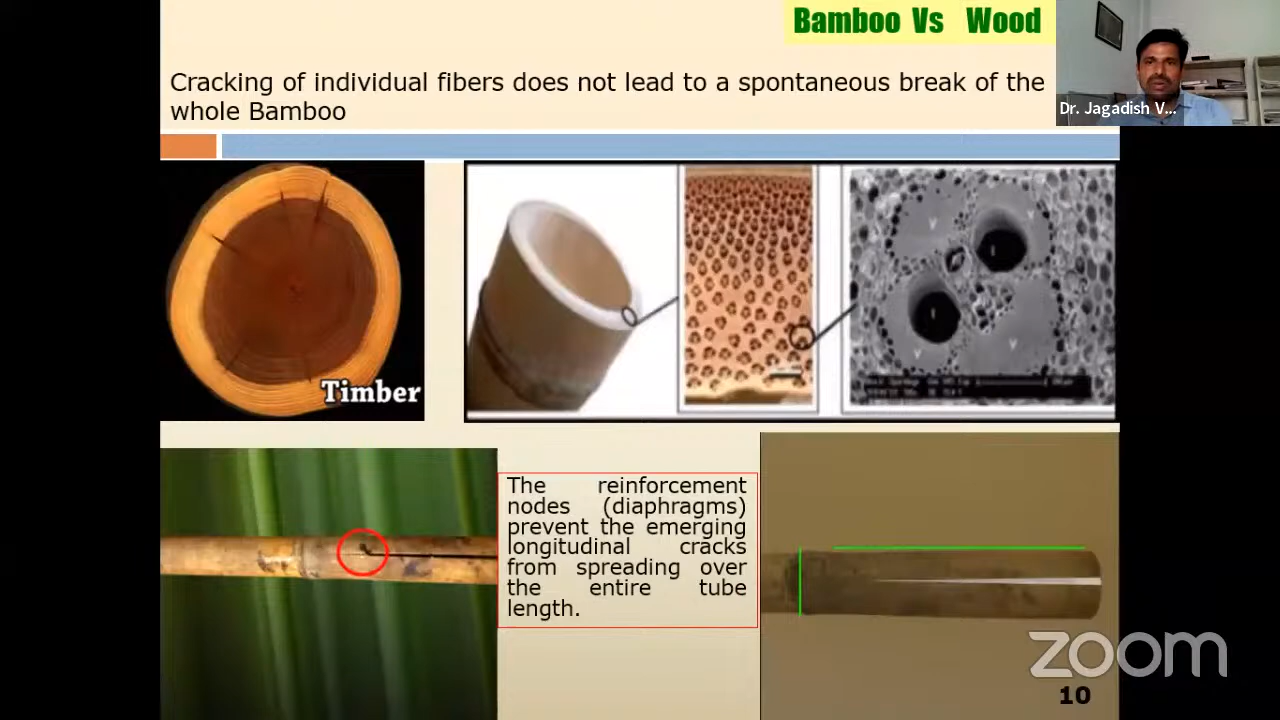 Bamboo Vs Wood
Cracking of individual fibers does not lead to a spontaneous break of the
whole Bamboo
Dr. Jagadish V...
Timber
The reinforcement
nodes (diaphragms)
prevent the emerging
longitudinal cracks
from spreading over
the entire tube
length.
zoom
10